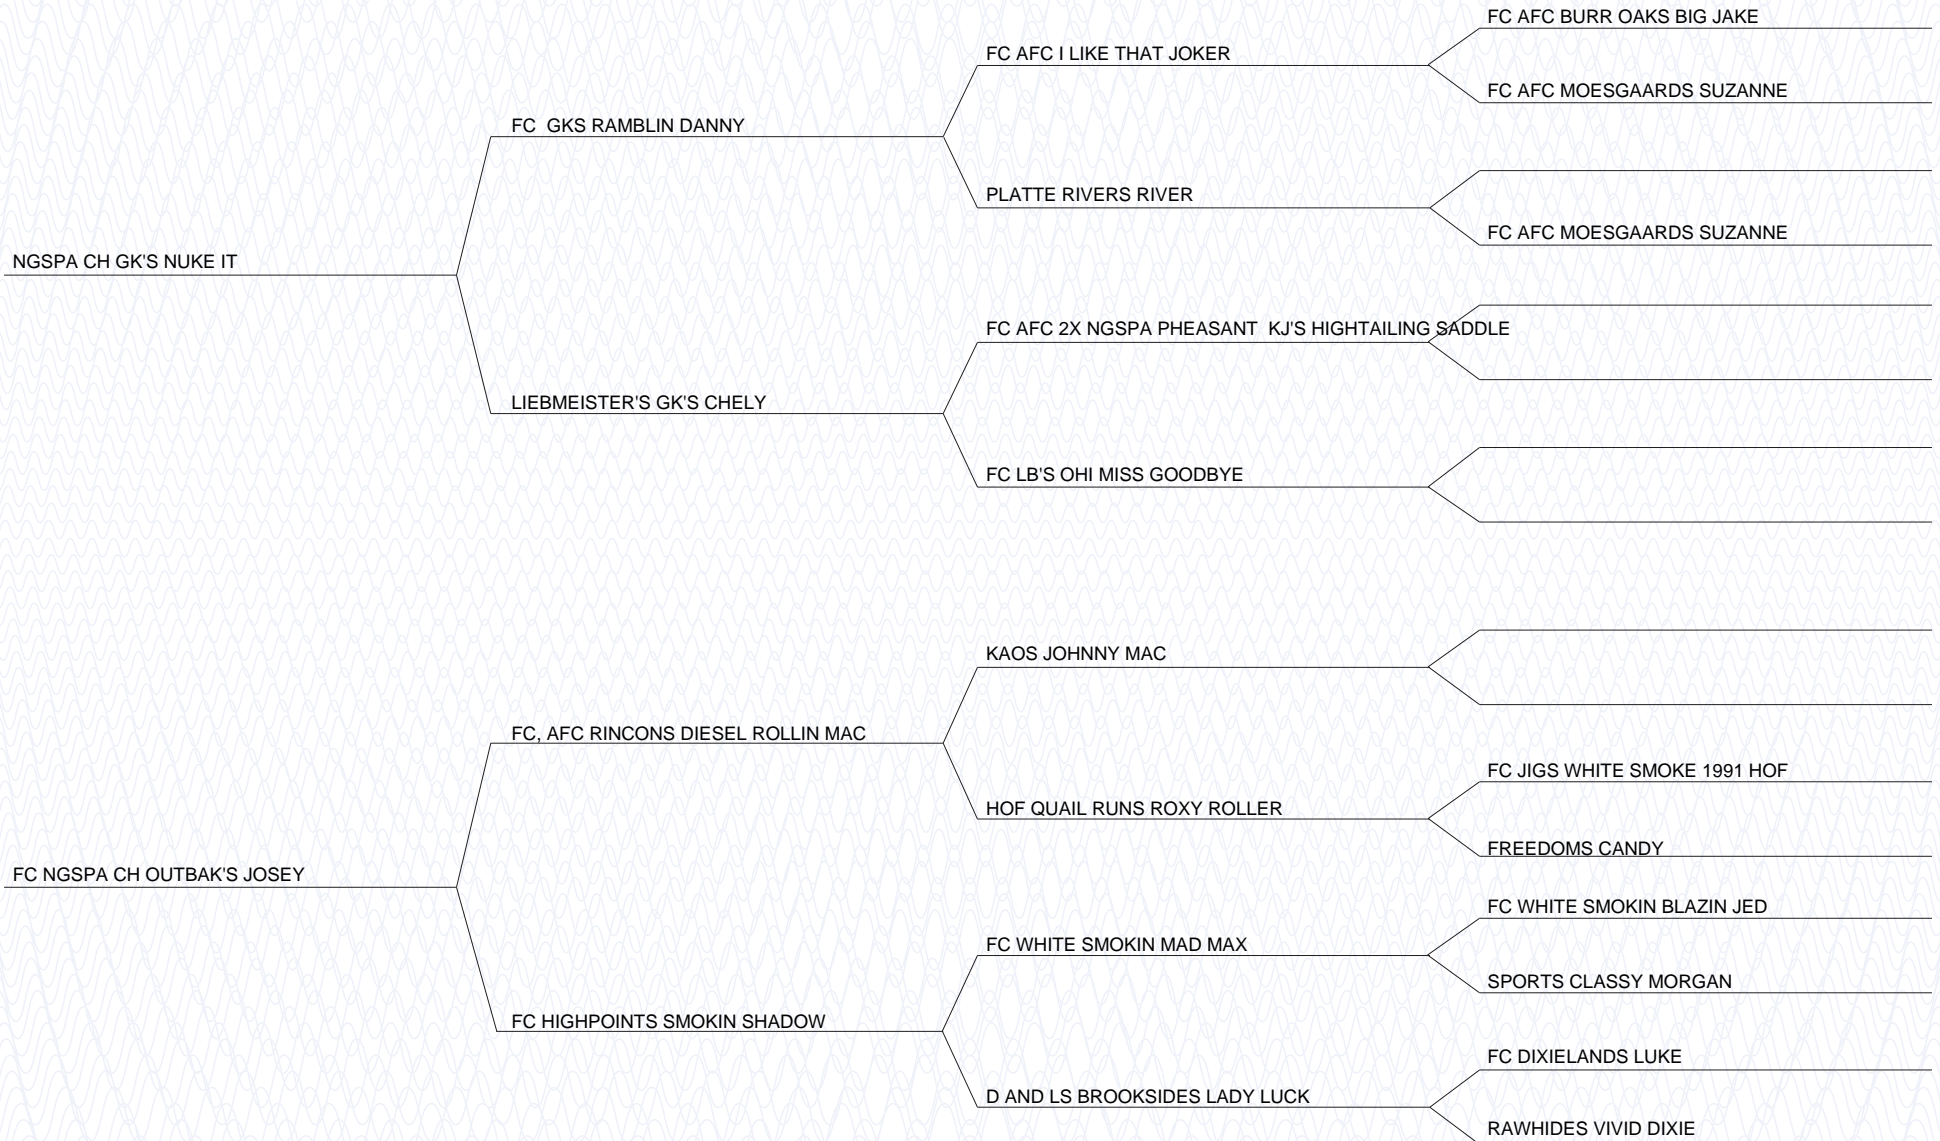 FC AFC BURR OAKS BIG JAKE
FC AFC I LIKE THAT JOKER
FC AFC MOESGAARDS SUZANNE
FC  GKS RAMBLIN DANNY
PLATTE RIVERS RIVER
FC AFC MOESGAARDS SUZANNE
NGSPA CH GK'S NUKE IT
FC AFC 2X NGSPA PHEASANT  KJ'S HIGHTAILING SADDLE
LIEBMEISTER'S GK'S CHELY
FC LB'S OHI MISS GOODBYE
KAOS JOHNNY MAC
FC, AFC RINCONS DIESEL ROLLIN MAC
FC JIGS WHITE SMOKE 1991 HOF
HOF QUAIL RUNS ROXY ROLLER
FREEDOMS CANDY
FC NGSPA CH OUTBAK'S JOSEY
FC WHITE SMOKIN BLAZIN JED
FC WHITE SMOKIN MAD MAX
SPORTS CLASSY MORGAN
FC HIGHPOINTS SMOKIN SHADOW
FC DIXIELANDS LUKE
D AND LS BROOKSIDES LADY LUCK
RAWHIDES VIVID DIXIE